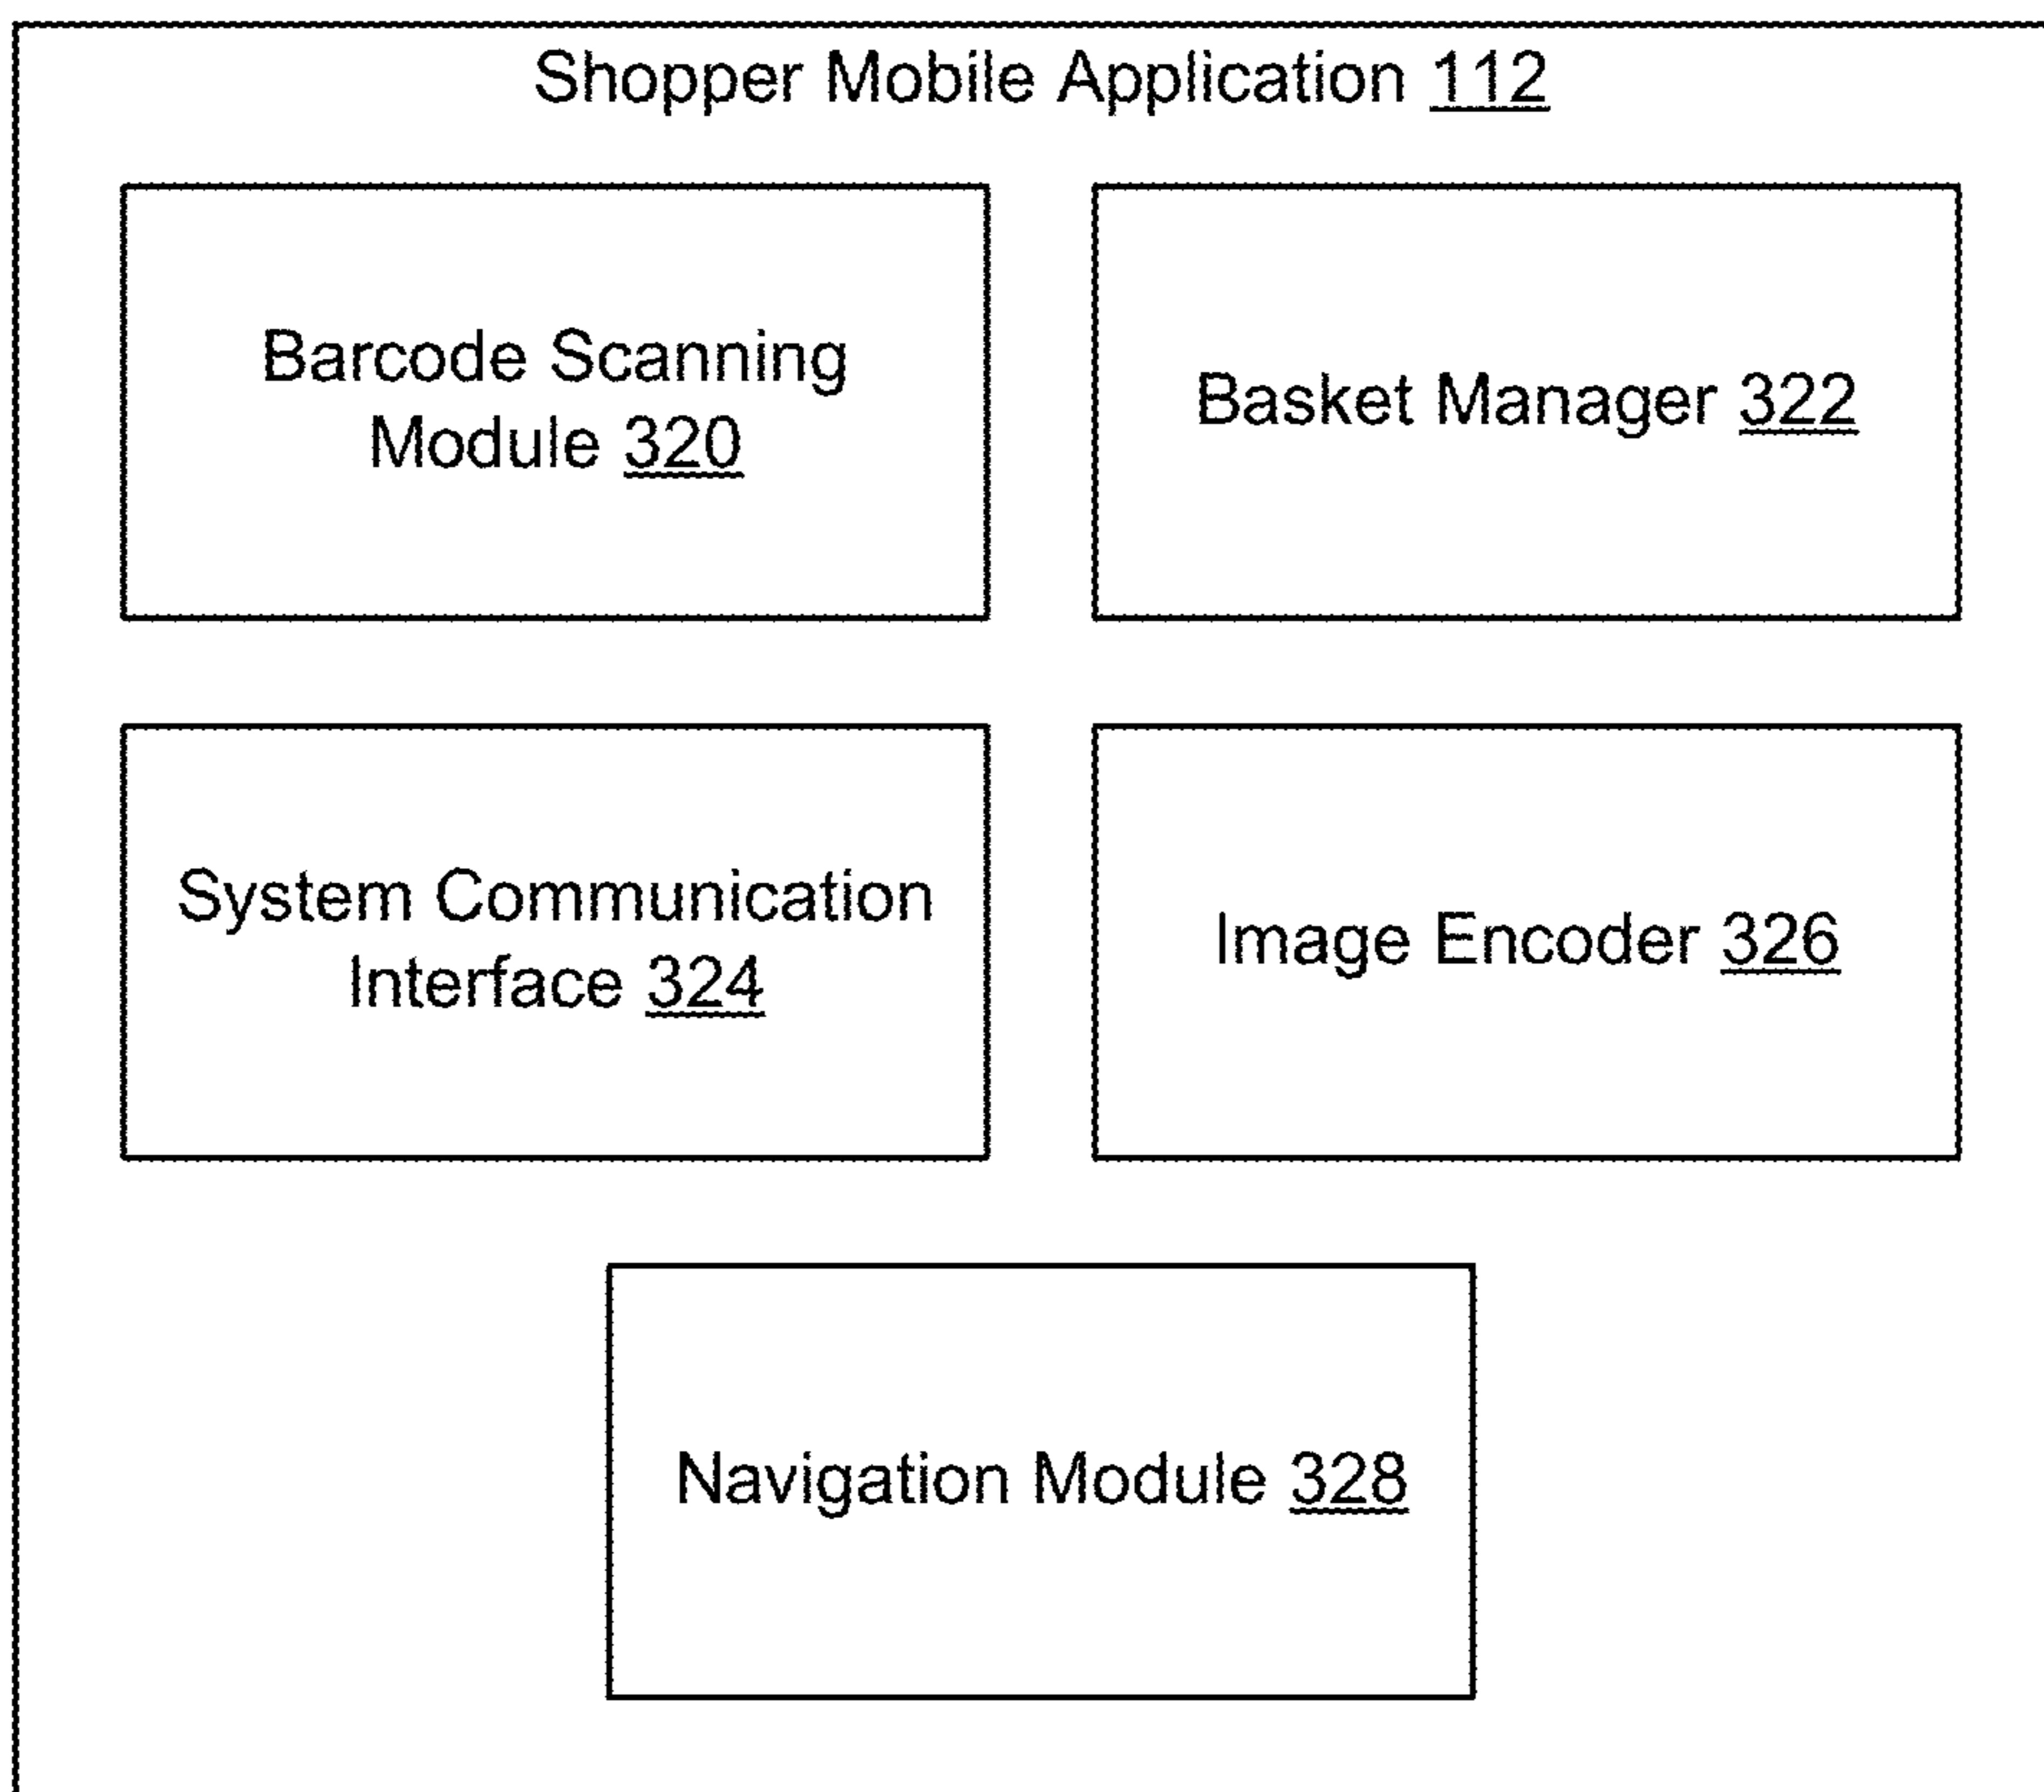 Shopper Mobile Application 112
Barcode Scanning
Module 320
Basket Manager 322
System Communication
Interface 324
Image Encoder 326
Navigation Module 328